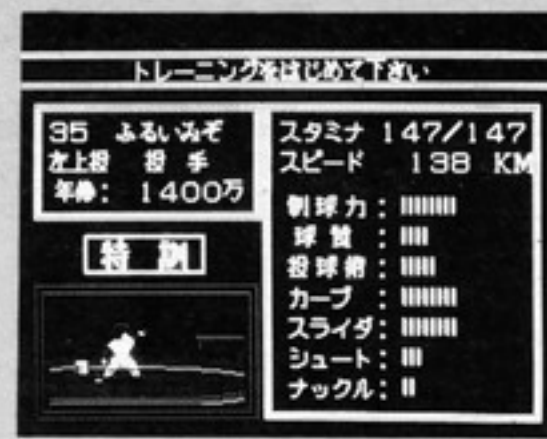 トレーニングをはじめて下さい
35 ふるいみぞ
左上投 投手
年俸: 1400万
特訓
スタミナ 147/147
スピード 138 KM
制球力:
球質:
投球術:
カーブ:
スライダ:
シュート:
ナックル: